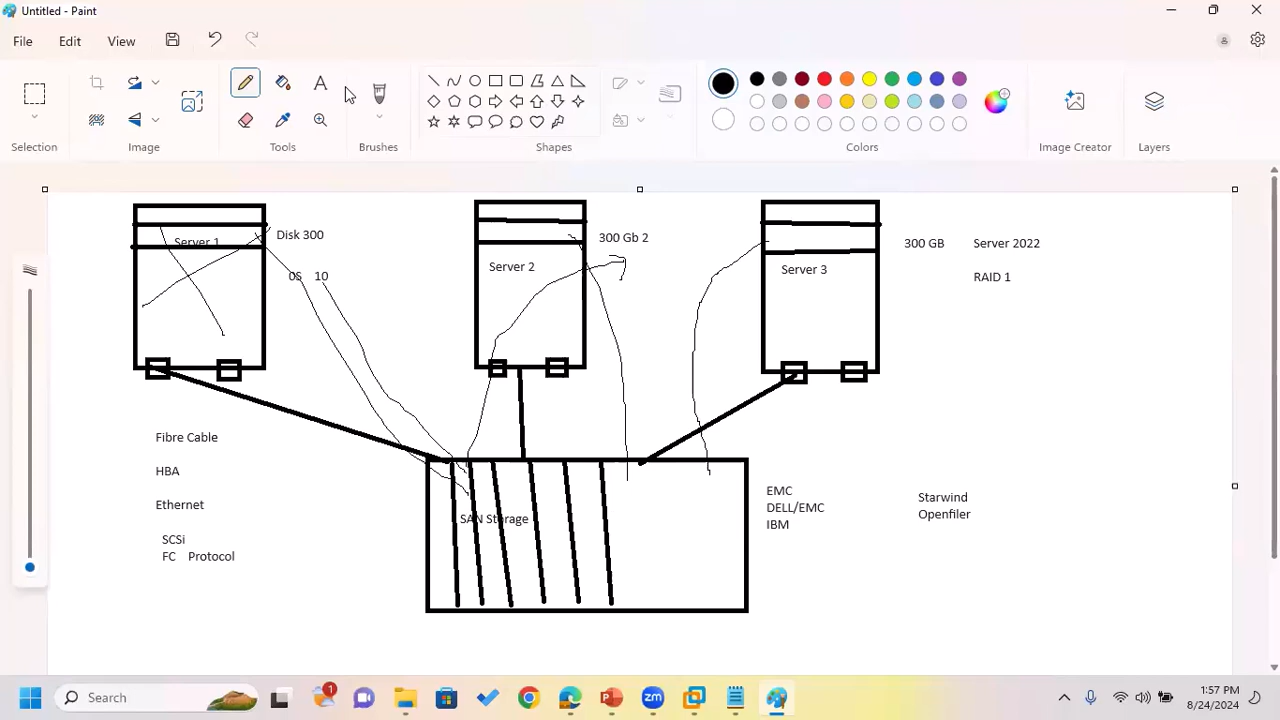 Untitled - Paint
File Edit View
Selection Image Tools Brushes Shapes Colors Image Creator Layers
Server 1
Disk 300
OS 10
Server 2
300 Gb 2
Server 3
300 GB
Server 2022
RAID 1
Fibre Cable
HBA
Ethernet
SCSi
FC Protocol
SAN Storage
EMC
DELL/EMC
IBM
Starwind
Openfiler
Search
1
zm
1:57 PM
8/24/2024